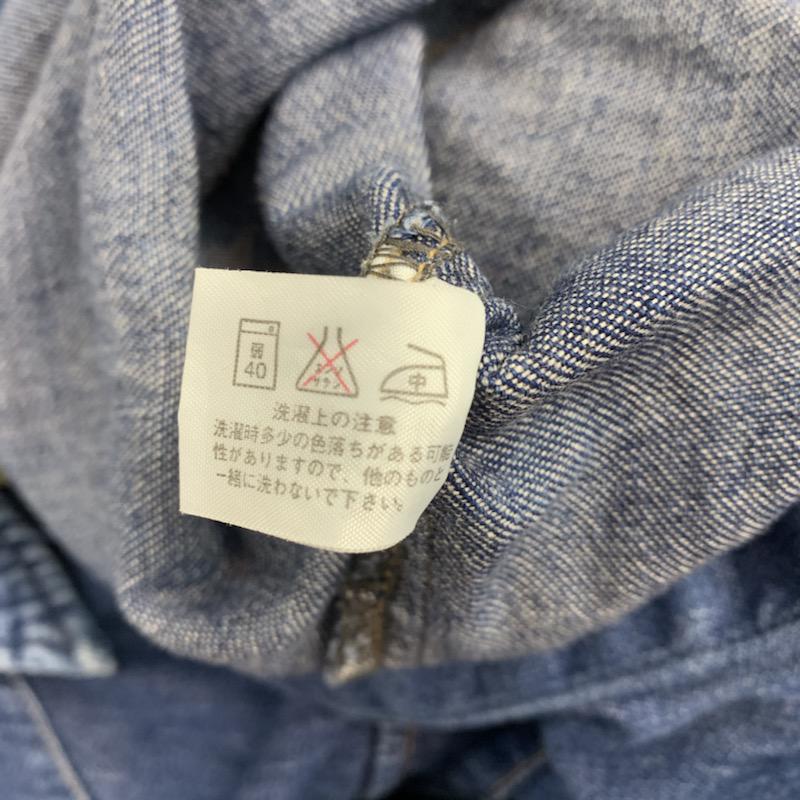 弱
40
エンソ
サラシ
中
洗濯上の注意
洗濯時多少の色落ちがある可能
性がありますので、他のものと
一緒に洗わないで下さい。